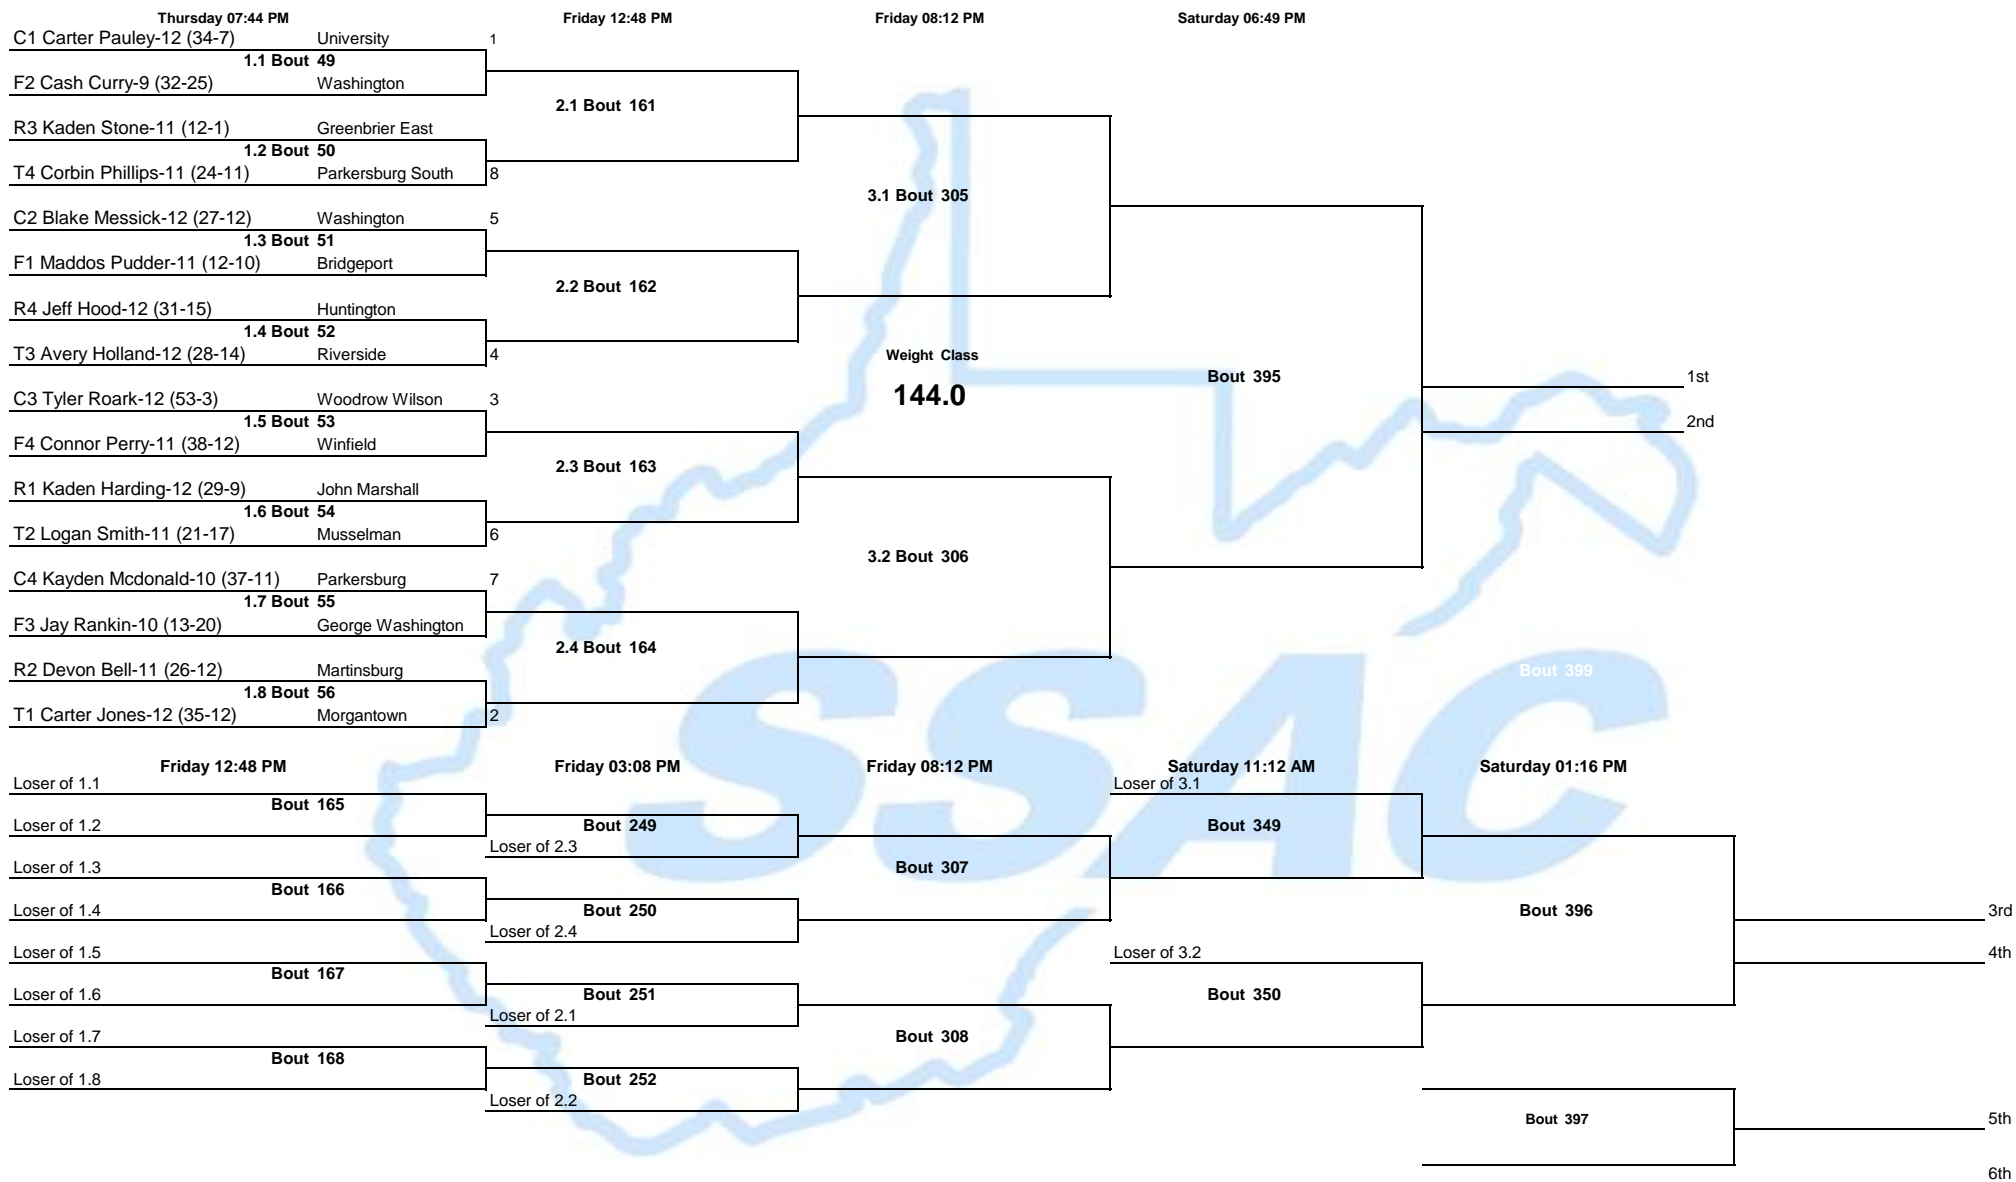 Thursday 07:44 PM Friday 12:48 PM Friday 08:12 PM Saturday 06:49 PM
C1 Carter Pauley-12 (34-7) University 1
1.1 Bout 49
F2 Cash Curry-9 (32-25) Washington
2.1 Bout 161
R3 Kaden Stone-11 (12-1) Greenbrier East
1.2 Bout 50
T4 Corbin Phillips-11 (24-11) Parkersburg South 8
3.1 Bout 305
C2 Blake Messick-12 (27-12) Washington 5
1.3 Bout 51
F1 Maddos Pudder-11 (12-10) Bridgeport
2.2 Bout 162
R4 Jeff Hood-12 (31-15) Huntington
1.4 Bout 52
T3 Avery Holland-12 (28-14) Riverside 4
Weight Class
144.0
Bout 395
1st
2nd
C3 Tyler Roark-12 (53-3) Woodrow Wilson 3
1.5 Bout 53
F4 Connor Perry-11 (38-12) Winfield
2.3 Bout 163
R1 Kaden Harding-12 (29-9) John Marshall
1.6 Bout 54
T2 Logan Smith-11 (21-17) Musselman 6
3.2 Bout 306
C4 Kayden Mcdonald-10 (37-11) Parkersburg 7
1.7 Bout 55
F3 Jay Rankin-10 (13-20) George Washington
2.4 Bout 164
R2 Devon Bell-11 (26-12) Martinsburg
Bout 399
1.8 Bout 56
T1 Carter Jones-12 (35-12) Morgantown 2
SSAC
Friday 12:48 PM Friday 03:08 PM Friday 08:12 PM Saturday 11:12 AM Saturday 01:16 PM
Loser of 1.1 Loser of 3.1
Bout 165
Loser of 1.2 Bout 249 Bout 349
Loser of 2.3
Loser of 1.3 Bout 307
Bout 166
Loser of 1.4 Bout 250 Bout 396 3rd
Loser of 2.4
Loser of 1.5 Loser of 3.2 4th
Bout 167
Loser of 1.6 Bout 251 Bout 350
Loser of 2.1
Loser of 1.7 Bout 308
Bout 168
Loser of 1.8 Bout 252
Loser of 2.2
Bout 397 5th
6th